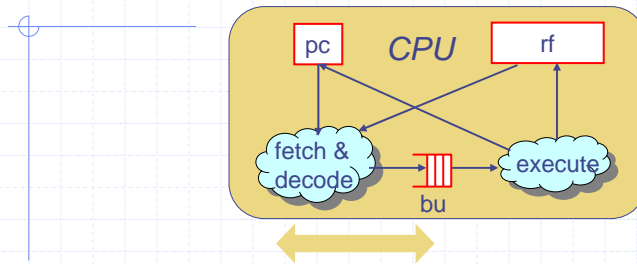 pc
CPU
rf
fetch &
decode
execute
bu